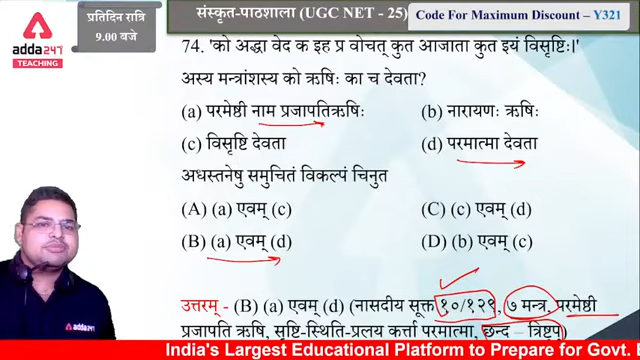 adda247
TEACHING
प्रतिदिन रात्रि
9.00 बजे
संस्कृत-पाठशाला (UGC NET - 25)
Code For Maximum Discount – Y321
74. 'को अद्धा वेद क इह प्र वोचत् कुत आजाता कुत इयं विसृष्टिः।'
अस्य मन्त्रांशस्य को ऋषिः का च देवता?
(a) परमेष्ठी नाम प्रजापतिऋषिः
(b) नारायणः ऋषिः
(c) विसृष्टि देवता
(d) परमात्मा देवता
अधस्तनेषु समुचितं विकल्पं चिनुत
(A) (a) एवम् (c)
(C) (c) एवम् (d)
(B) (a) एवम् (d)
(D) (b) एवम् (c)
उत्तरम् - (B) (a) एवम् (d) (नासदीय सूक्त १०/१२९, ७ मन्त्र, परमेष्ठी
प्रजापति ऋषि, सृष्टि-स्थिति-प्रलय कर्त्ता परमात्मा, छन्द – त्रिष्टुप्)
India's Largest Educational Platform to Prepare for Govt.